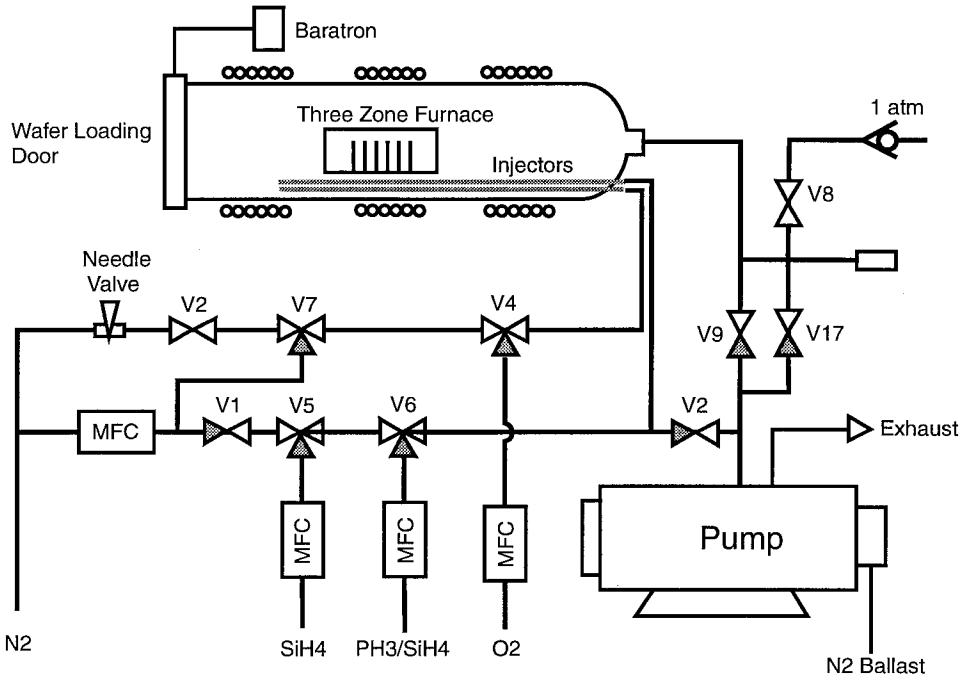 Baratron
1 atm
Wafer Loading
Door
Three Zone Furnace
Injectors
V8
Needle
Valve
V2
V7
V4
V9
V17
MFC
V1
V5
V6
V2
Exhaust
MFC
MFC
MFC
Pump
N2
SiH4
PH3/SiH4
O2
N2 Ballast